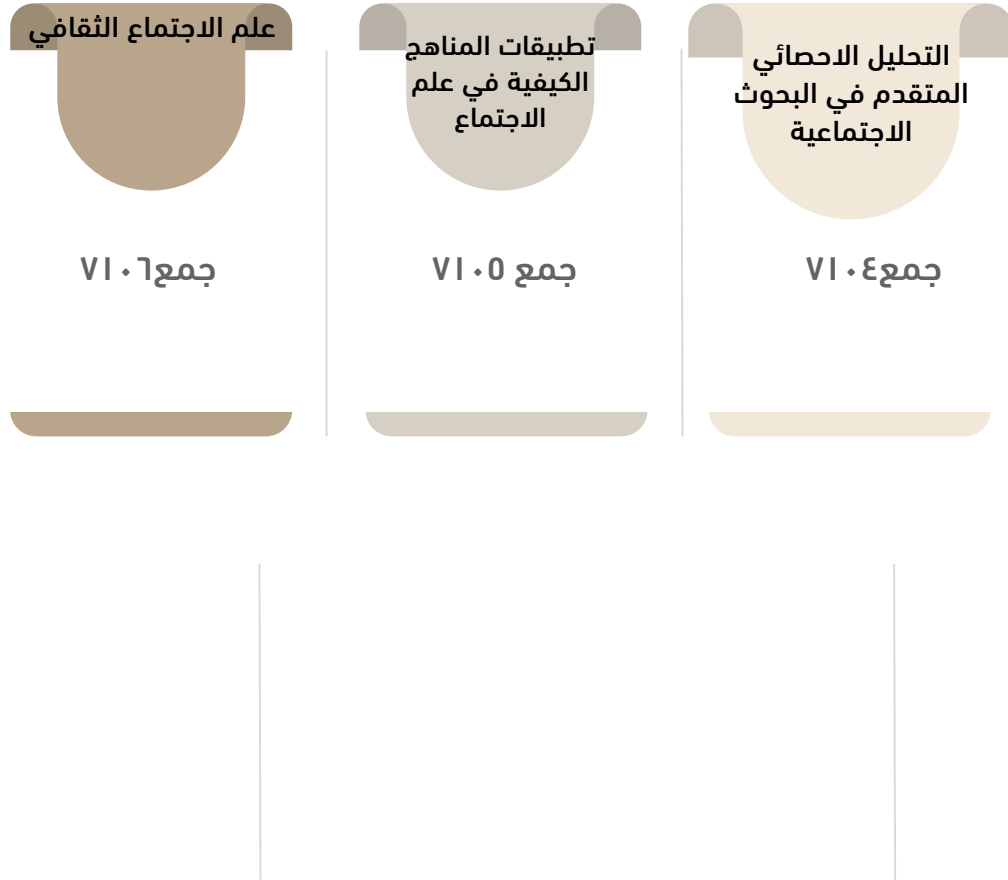 التحليل الاحصائي
المتقدم في البحوث
الاجتماعية
جمع٧١٠٤
تطبيقات المناهج
الكيفية في علم
الاجتماع
جمع ٧١٠٥
علم الاجتماع الثقافي
جمع٧١٠٦